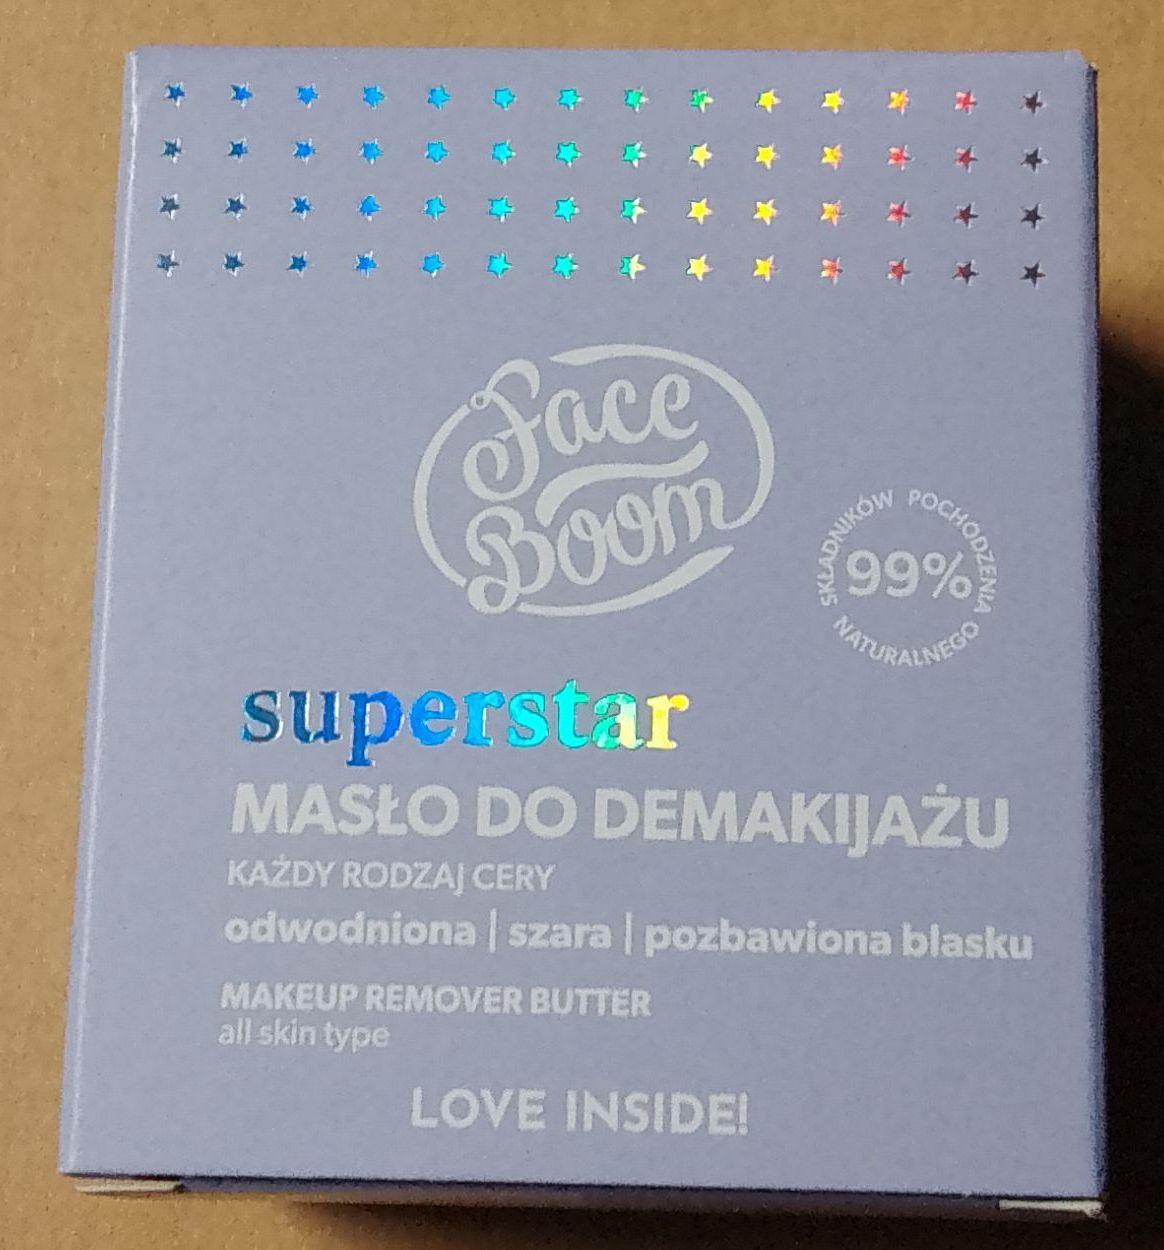 Face
Boom
SKŁADNIKÓW POCHODZENIA
99%
NATURALNEGO
superstar
MASŁO DO DEMAKIJAŻU
KAŻDY RODZAJ CERY
odwodniona | szara | pozbawiona blasku
MAKEUP REMOVER BUTTER
all skin type
LOVE INSIDE!